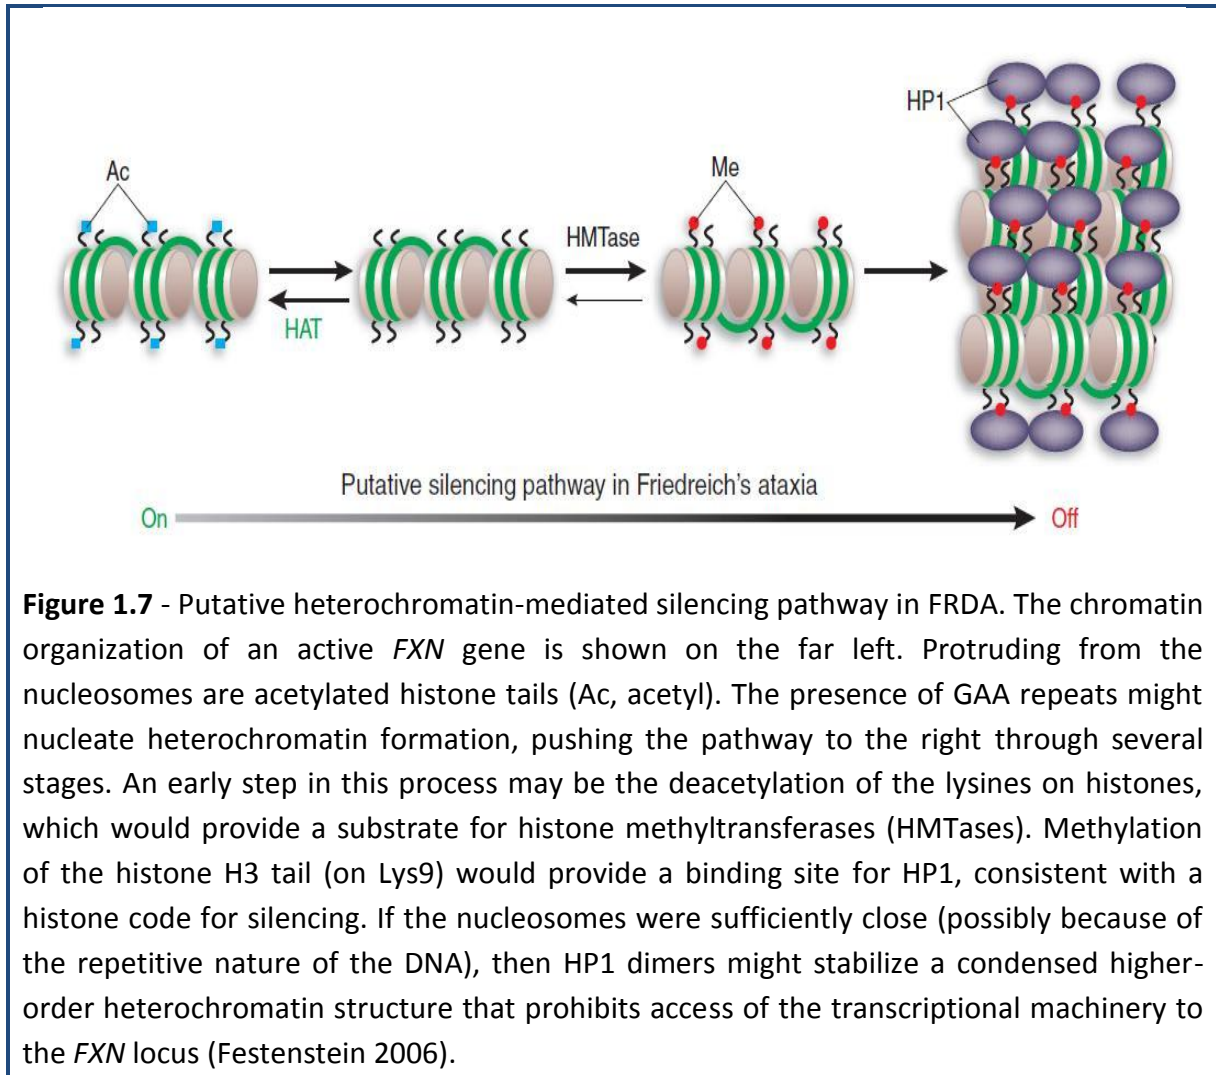 HP1
Ac
Me
HMTase
HAT
Putative silencing pathway in Friedreich's ataxia
On
Off
Figure 1.7 - Putative heterochromatin-mediated silencing pathway in FRDA. The chromatin
organization of an active FXN gene is shown on the far left. Protruding from the
nucleosomes are acetylated histone tails (Ac, acetyl). The presence of GAA repeats might
nucleate heterochromatin formation, pushing the pathway to the right through several
stages. An early step in this process may be the deacetylation of the lysines on histones,
which would provide a substrate for histone methyltransferases (HMTases). Methylation
of the histone H3 tail (on Lys9) would provide a binding site for HP1, consistent with a
histone code for silencing. If the nucleosomes were sufficiently close (possibly because of
the repetitive nature of the DNA), then HP1 dimers might stabilize a condensed higher-
order heterochromatin structure that prohibits access of the transcriptional machinery to
the FXN locus (Festenstein 2006).